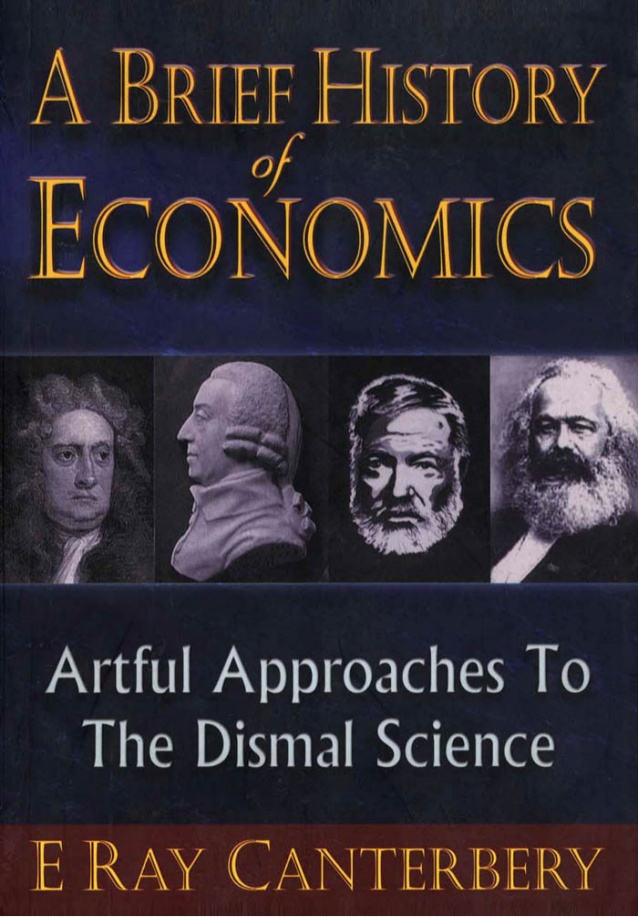 A BRIEF HISTORY
of
ECONOMICS
Artful Approaches To
The Dismal Science
E RAY CANTERBERY